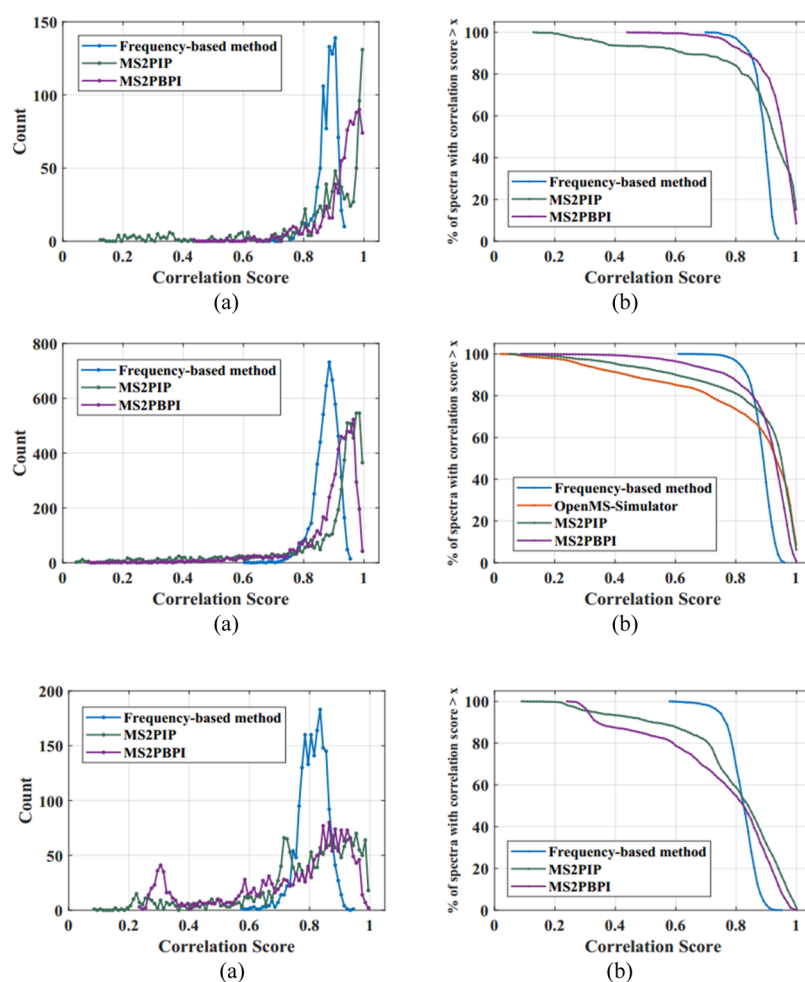 150
100
50
0
Count
Frequency-based method
MS2PIP
MS2PBPI
0 0.2 0.4 0.6 0.8 1
Correlation Score
(a)
100
80
60
40
20
0
% of spectra with correlation score > x
Frequency-based method
MS2PIP
MS2PBPI
0 0.2 0.4 0.6 0.8 1
Correlation Score
(b)
800
600
400
200
0
Count
Frequency-based method
MS2PIP
MS2PBPI
0 0.2 0.4 0.6 0.8 1
Correlation Score
(a)
100
80
60
40
20
0
% of spectra with correlation score > x
Frequency-based method
OpenMS-Simulator
MS2PIP
MS2PBPI
0 0.2 0.4 0.6 0.8 1
Correlation Score
(b)
200
150
100
50
0
Count
Frequency-based method
MS2PIP
MS2PBPI
0 0.2 0.4 0.6 0.8 1
Correlation Score
(a)
100
80
60
40
20
0
% of spectra with correlation score > x
Frequency-based method
MS2PIP
MS2PBPI
0 0.2 0.4 0.6 0.8 1
Correlation Score
(b)